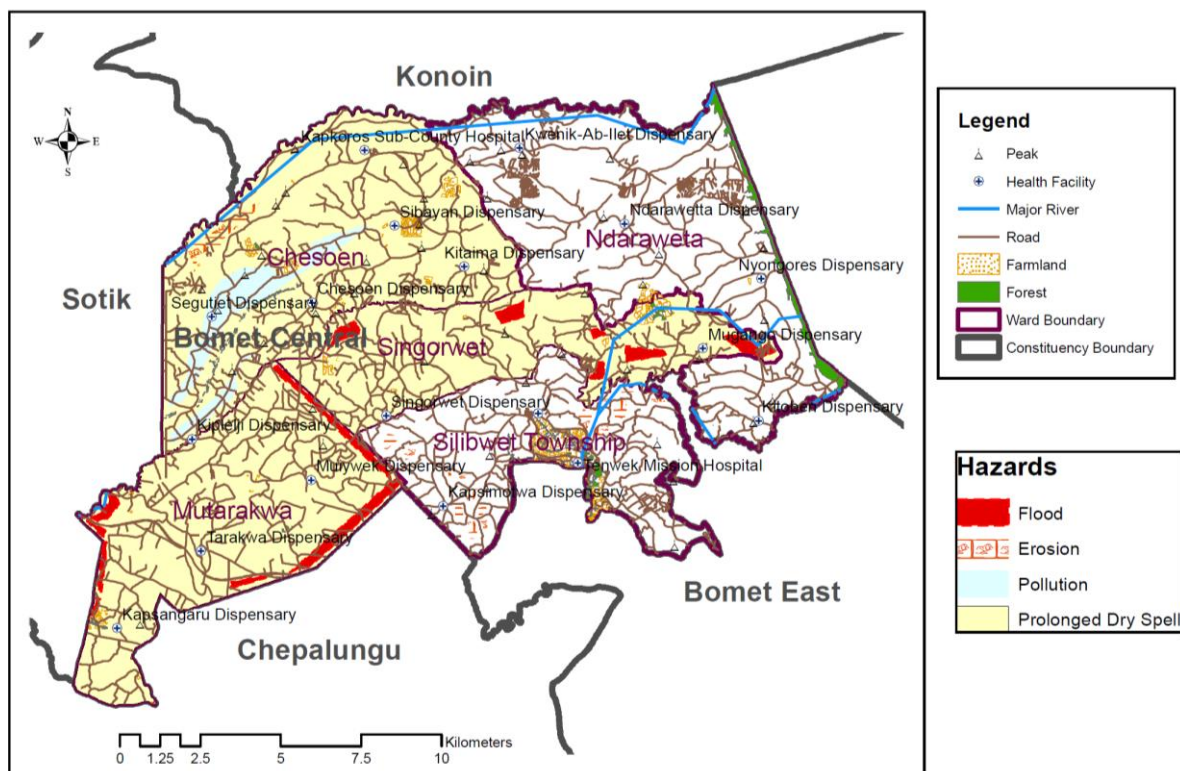 Konoin
N
W E
S
Kapkoros Sub-County Hospital
Kwenik-Ab-Ilet Dispensary
Sibayan Dispensary
Ndarawetta Dispensary
Ndaraweta
Chesoen
Kitaima Dispensary
Nyongores Dispensary
Sotik
Segutiet Dispensary
Chesoen Dispensary
Bomet Central
Singorwet
Mugango Dispensary
Singorwet Dispensary
Kitoben Dispensary
Kiplelji Dispensary
Silibwet Township
Muiywek Dispensary
Tenwek Mission Hospital
Kapsimotwa Dispensary
Mutarakwa
Tarakwa Dispensary
Bomet East
Kapsangaru Dispensary
Chepalungu
Kilometers
0 1.25 2.5 5 7.5 10
Legend
Peak
Health Facility
Major River
Road
Farmland
Forest
Ward Boundary
Constituency Boundary
Hazards
Flood
Erosion
Pollution
Prolonged Dry Spell